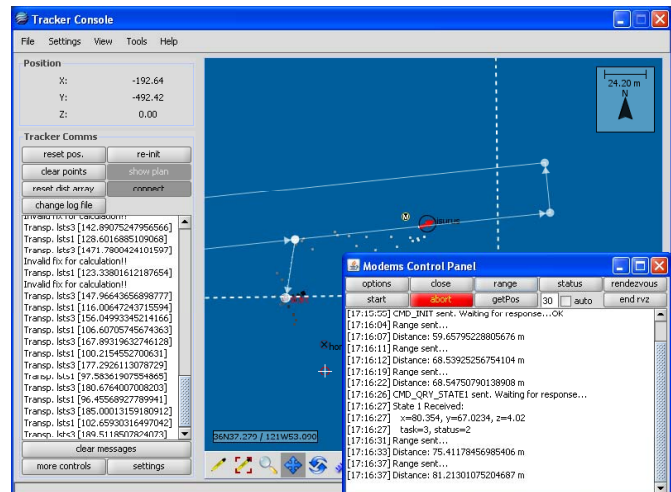 Tracker Console
File Settings View Tools Help
Position
X: -192.64
Y: -492.42
Z: 0.00
Tracker Comms
reset pos. re-init
clear points show plan
reset dist array connect
change log file
Invalid fix for calculation!!
Transp. lsts3 [142.89075247956566]
Transp. lsts1 [128.6016885109068]
Transp. lsts3 [1471.7800424101597]
Invalid fix for calculation!!
Transp. lsts1 [123.33801612187654]
Transp. lsts3 [147.96643656898777]
Transp. lsts1 [116.00647243715594]
Transp. lsts3 [156.04993345214166]
Transp. lsts1 [106.60705745674363]
Transp. lsts3 [167.89319632746128]
Transp. lsts1 [100.2154552700631]
Transp. lsts3 [177.2926113078729]
Transp. lsts1 [97.58361907554865]
Transp. lsts3 [180.6764007008203]
Transp. lsts1 [96.45568927789941]
Transp. lsts3 [185.00013159180912]
Transp. lsts1 [102.65930316497042]
Transp. lsts3 [189.5118507824073]
clear messages
more controls settings
24.20 m
N
M
isurus
36N37.279 / 121W53.090
Modems Control Panel
options close range status rendezvous
start abort getPos 30 auto end rvz
[17:15:55] CMD_INIT sent. Waiting for response...OK
[17:16:04] Range sent...
[17:16:07] Distance: 59.65795228805676 m
[17:16:11] Range sent...
[17:16:12] Distance: 68.53925256754104 m
[17:16:19] Range sent...
[17:16:22] Distance: 68.54750790138908 m
[17:16:26] CMD_QRY_STATE1 sent. Waiting for response...
[17:16:27] State 1 Received:
[17:16:27] x=80.354, y=67.0234, z=4.02
[17:16:27] task=3, status=2
[17:16:31] Range sent...
[17:16:33] Distance: 75.41178456985406 m
[17:16:37] Range sent...
[17:16:37] Distance: 81.21301075204687 m